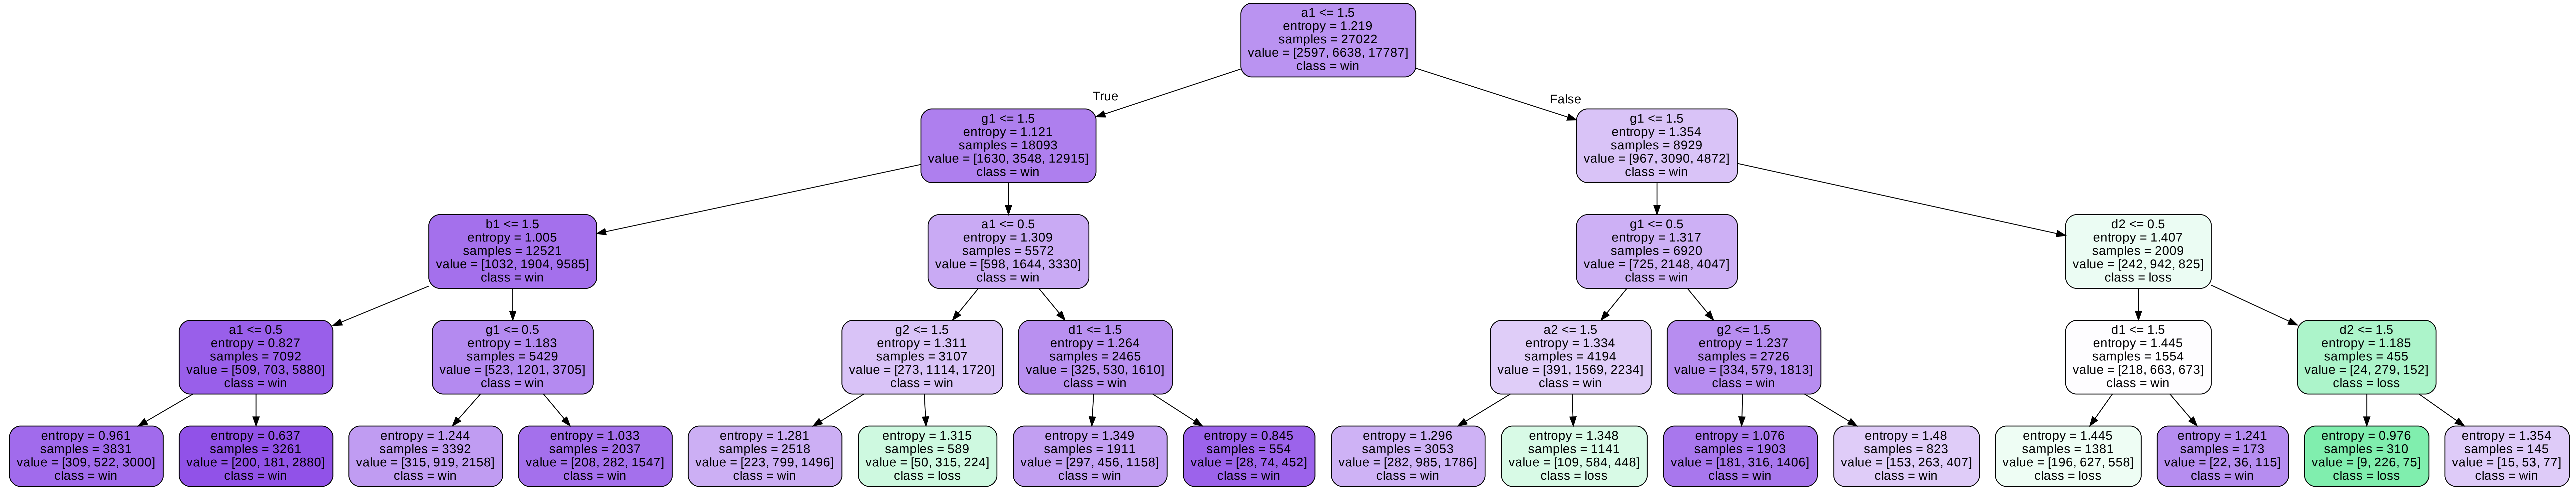 a1 <= 1.5
entropy = 1.219
samples = 27022
value = [2597, 6638, 17787]
class = win
True
False
g1 <= 1.5
entropy = 1.121
samples = 18093
value = [1630, 3548, 12915]
class = win
g1 <= 1.5
entropy = 1.354
samples = 8929
value = [967, 3090, 4872]
class = win
b1 <= 1.5
entropy = 1.005
samples = 12521
value = [1032, 1904, 9585]
class = win
a1 <= 0.5
entropy = 1.309
samples = 5572
value = [598, 1644, 3330]
class = win
g1 <= 0.5
entropy = 1.317
samples = 6920
value = [725, 2148, 4047]
class = win
d2 <= 0.5
entropy = 1.407
samples = 2009
value = [242, 942, 825]
class = loss
a1 <= 0.5
entropy = 0.827
samples = 7092
value = [509, 703, 5880]
class = win
g1 <= 0.5
entropy = 1.183
samples = 5429
value = [523, 1201, 3705]
class = win
g2 <= 1.5
entropy = 1.311
samples = 3107
value = [273, 1114, 1720]
class = win
d1 <= 1.5
entropy = 1.264
samples = 2465
value = [325, 530, 1610]
class = win
a2 <= 1.5
entropy = 1.334
samples = 4194
value = [391, 1569, 2234]
class = win
g2 <= 1.5
entropy = 1.237
samples = 2726
value = [334, 579, 1813]
class = win
d1 <= 1.5
entropy = 1.445
samples = 1554
value = [218, 663, 673]
class = win
d2 <= 1.5
entropy = 1.185
samples = 455
value = [24, 279, 152]
class = loss
entropy = 0.961
samples = 3831
value = [309, 522, 3000]
class = win
entropy = 0.637
samples = 3261
value = [200, 181, 2880]
class = win
entropy = 1.244
samples = 3392
value = [315, 919, 2158]
class = win
entropy = 1.033
samples = 2037
value = [208, 282, 1547]
class = win
entropy = 1.281
samples = 2518
value = [223, 799, 1496]
class = win
entropy = 1.315
samples = 589
value = [50, 315, 224]
class = loss
entropy = 1.349
samples = 1911
value = [297, 456, 1158]
class = win
entropy = 0.845
samples = 554
value = [28, 74, 452]
class = win
entropy = 1.296
samples = 3053
value = [282, 985, 1786]
class = win
entropy = 1.348
samples = 1141
value = [109, 584, 448]
class = loss
entropy = 1.076
samples = 1903
value = [181, 316, 1406]
class = win
entropy = 1.48
samples = 823
value = [153, 263, 407]
class = win
entropy = 1.445
samples = 1381
value = [196, 627, 558]
class = loss
entropy = 1.241
samples = 173
value = [22, 36, 115]
class = win
entropy = 0.976
samples = 310
value = [9, 226, 75]
class = loss
entropy = 1.354
samples = 145
value = [15, 53, 77]
class = win